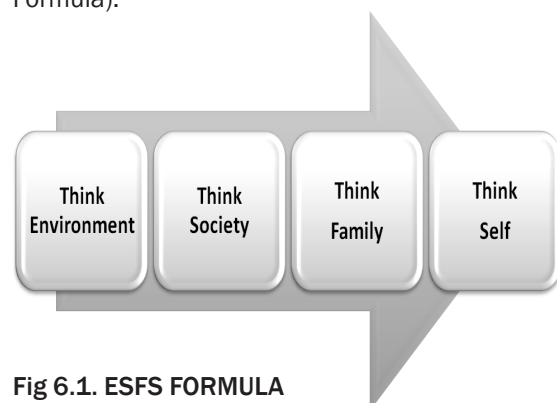 Formula).
Think
Environment
Think
Society
Think
Family
Think
Self
Fig 6.1. ESFS FORMULA